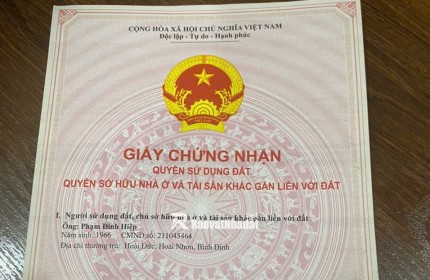 CỘNG HÒA XÃ HỘI CHỦ NGHĨA VIỆT NAM
Độc lập - Tự do - Hạnh phúc
GIẤY CHỨNG NHẬN
QUYỀN SỬ DỤNG ĐẤT
QUYỀN SỞ HỮU NHÀ Ở VÀ TÀI SẢN KHÁC GẮN LIỀN VỚI ĐẤT
I. Người sử dụng đất, chủ sở hữu nhà ở và tài sản khác gắn liền với đất
Ông: Phạm Đình Hiệp
Năm sinh: 1966 CMND số: 211045464
Địa chỉ thường trú: Hoài Đức, Hoài Nhơn, Bình Định